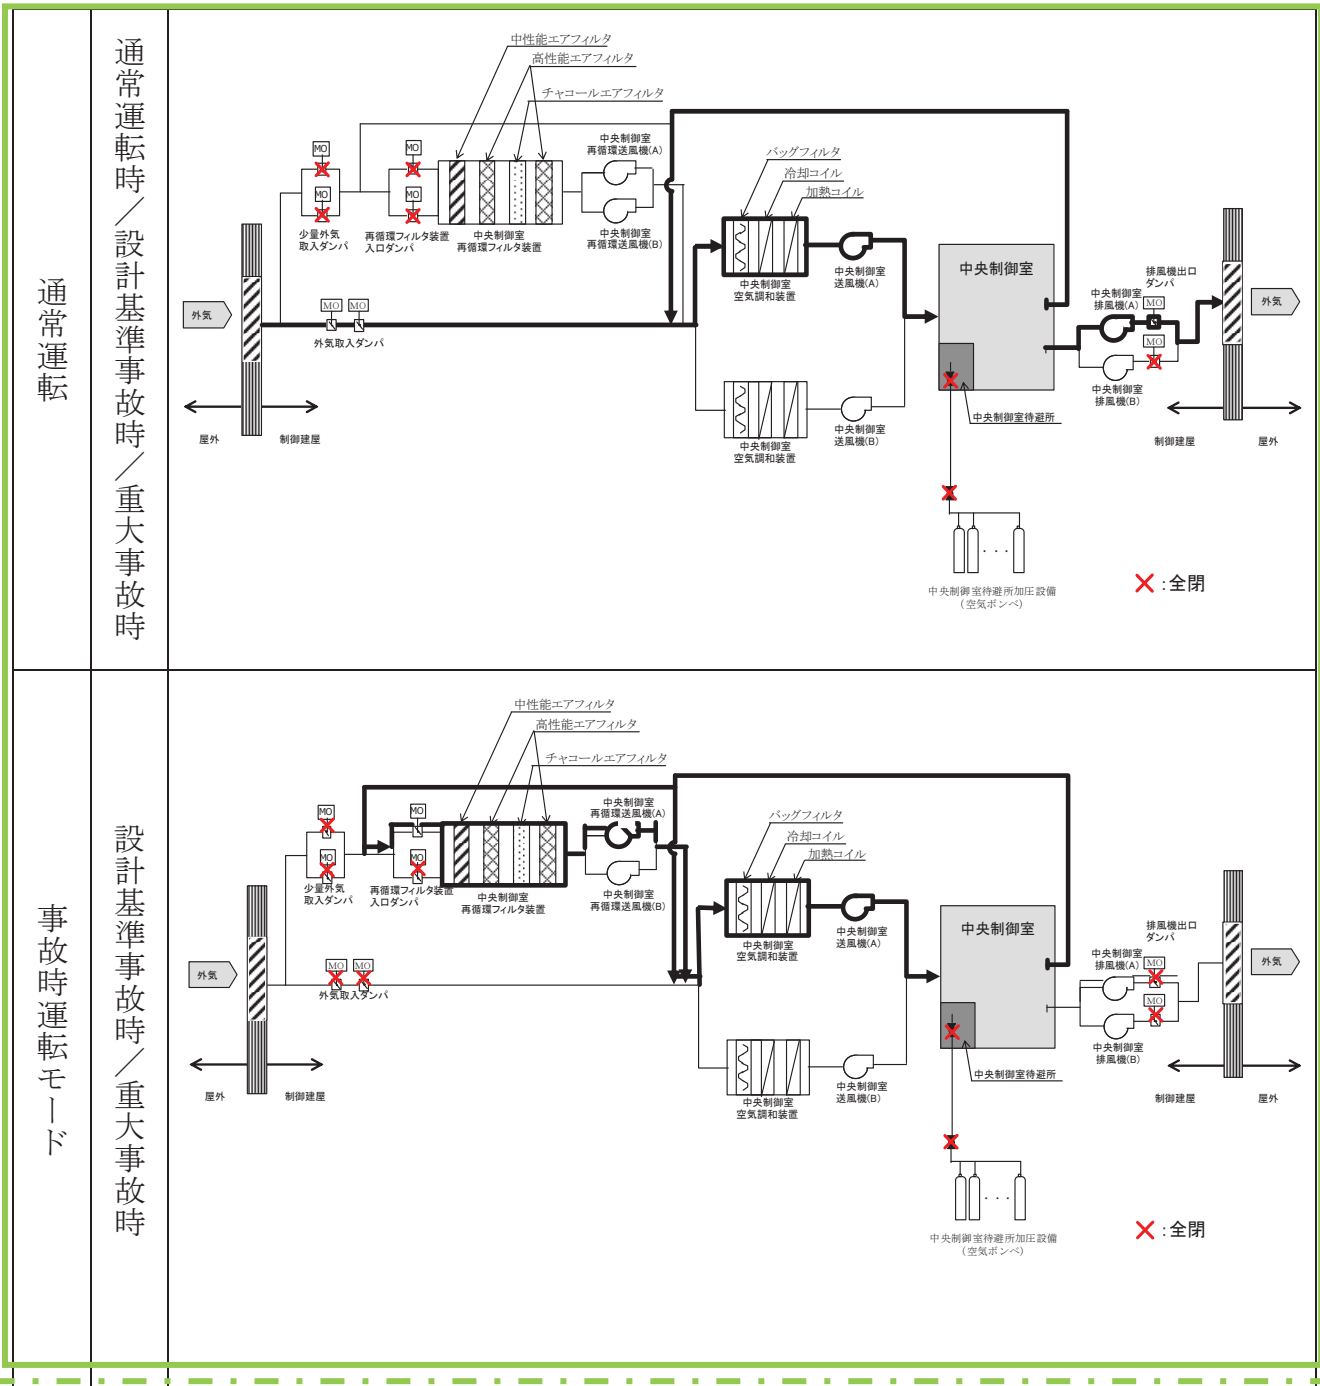 通常運転
通常運転時／設計基準事故時／重大事故時
中性能エアフィルタ
高性能エアフィルタ
チャコールエアフィルタ
MO
MO
MO
MO
少量外気
取入ダンパ
再循環フィルタ装置
入口ダンパ
中央制御室
再循環フィルタ装置
中央制御室
再循環送風機(A)
中央制御室
再循環送風機(B)
バッグフィルタ
冷却コイル
加熱コイル
外気
MO
MO
外気取入ダンパ
中央制御室
空気調和装置
中央制御室
送風機(A)
中央制御室
中央制御室
排風機(A)
排風機出口
ダンパ
MO
MO
外気
中央制御室
排風機(B)
屋外
制御建屋
中央制御室
空気調和装置
中央制御室
送風機(B)
中央制御室待避所
制御建屋
屋外
・・・
中央制御室待避所加圧設備
(空気ボンベ)
:全閉
事故時運転モード
設計基準事故時／重大事故時
中性能エアフィルタ
高性能エアフィルタ
チャコールエアフィルタ
MO
MO
MO
MO
少量外気
取入ダンパ
再循環フィルタ装置
入口ダンパ
中央制御室
再循環フィルタ装置
中央制御室
再循環送風機(A)
中央制御室
再循環送風機(B)
バッグフィルタ
冷却コイル
加熱コイル
外気
MO
MO
外気取入ダンパ
中央制御室
空気調和装置
中央制御室
送風機(A)
中央制御室
中央制御室
排風機(A)
排風機出口
ダンパ
MO
MO
外気
中央制御室
排風機(B)
屋外
制御建屋
中央制御室
空気調和装置
中央制御室
送風機(B)
中央制御室待避所
制御建屋
屋外
・・・
中央制御室待避所加圧設備
(空気ボンベ)
:全閉